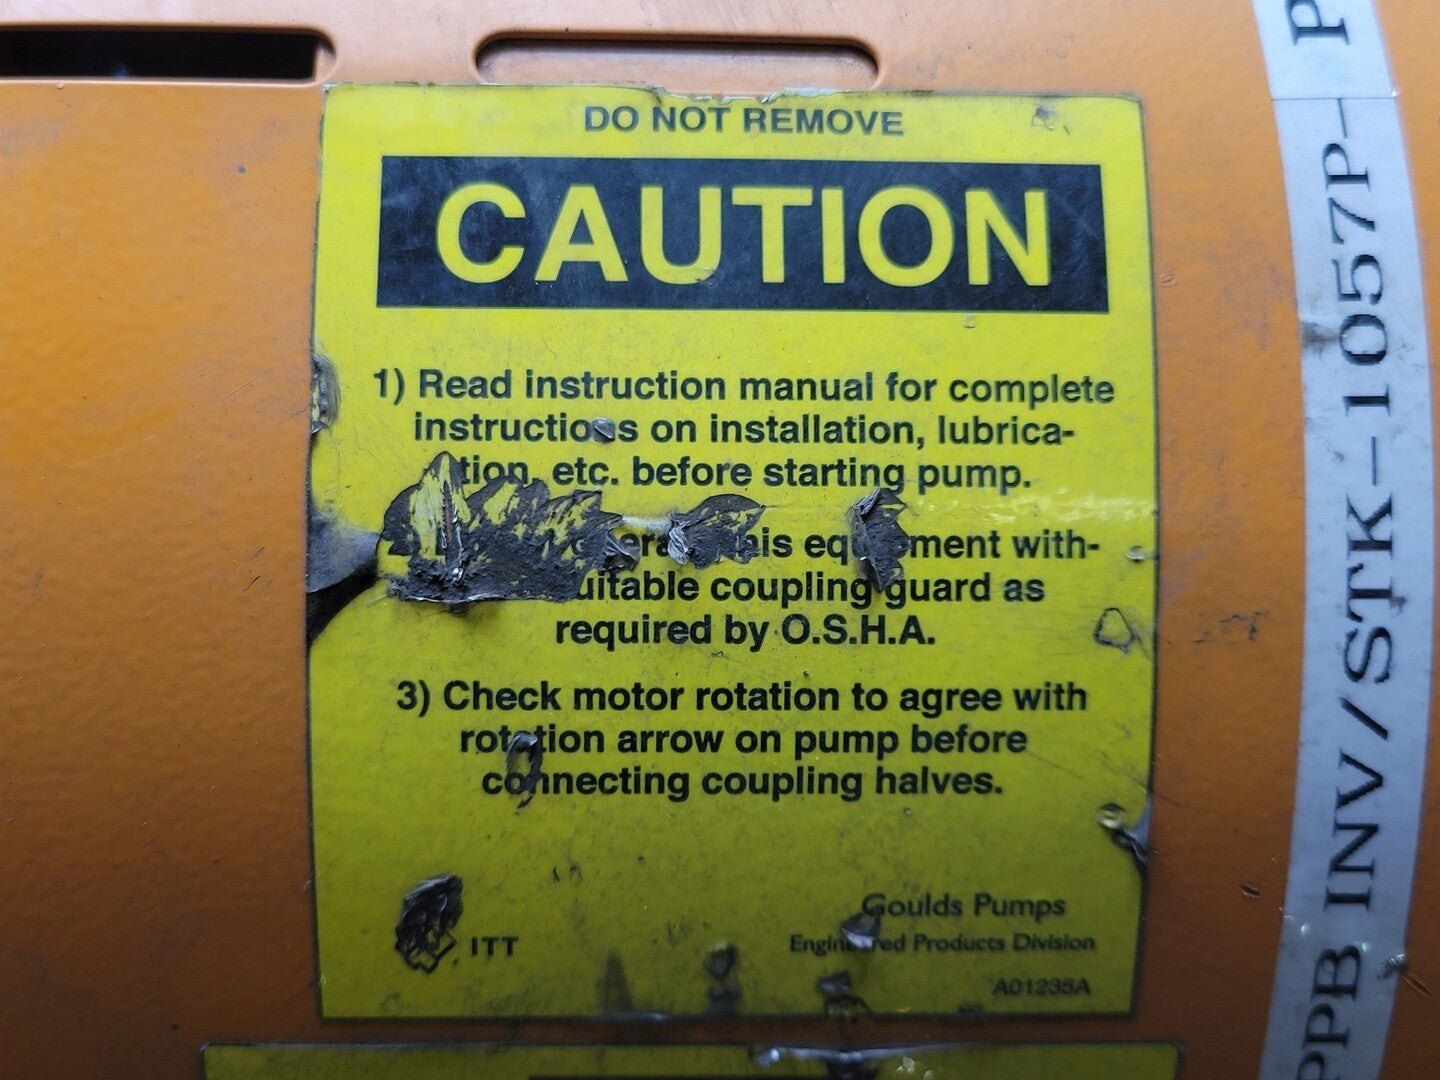 DO NOT REMOVE
CAUTION
1) Read instruction manual for complete
instructions on installation, lubrica-
tion, etc. before starting pump.
this equipment with-
suitable coupling guard as
required by O.S.H.A.
3) Check motor rotation to agree with
rotation arrow on pump before
connecting coupling halves.
Goulds Pumps
ITT
Engineered Products Division
A01235A
PPB INV/STK-1057P-P